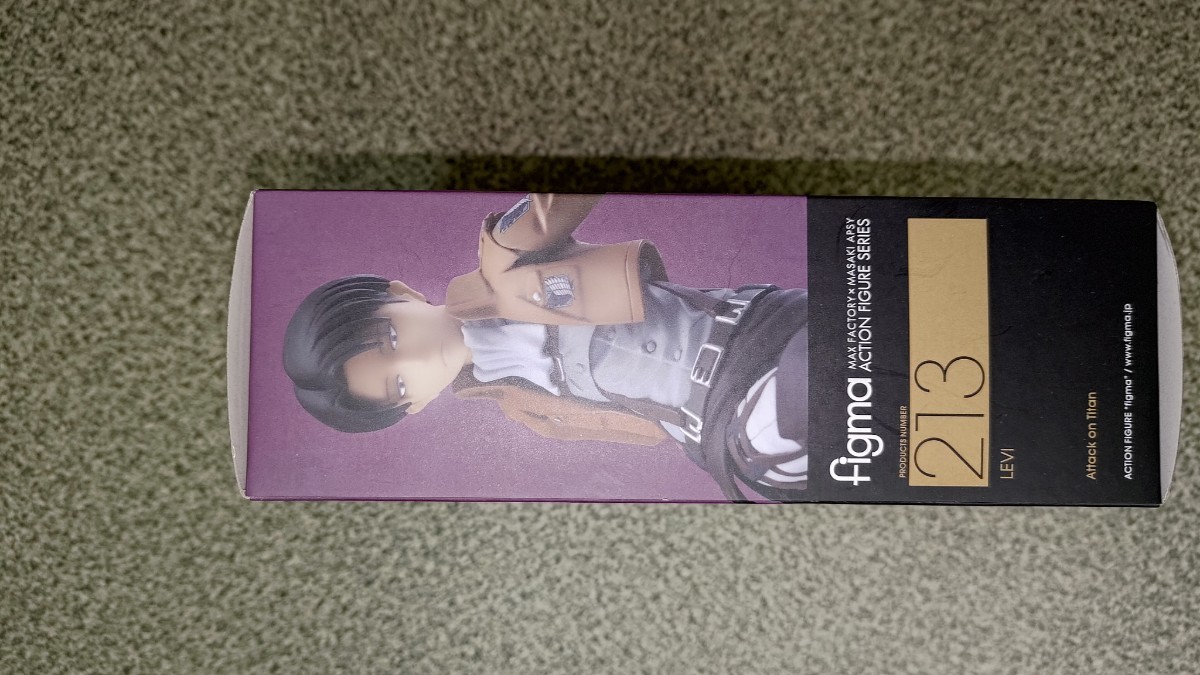 figma
MAX FACTORY × MASAKI APSY
ACTION FIGURE SERIES
PRODUCTS NUMBER
213
LEVI
Attack on Titan
ACTION FIGURE "figma" / www.figma.jp